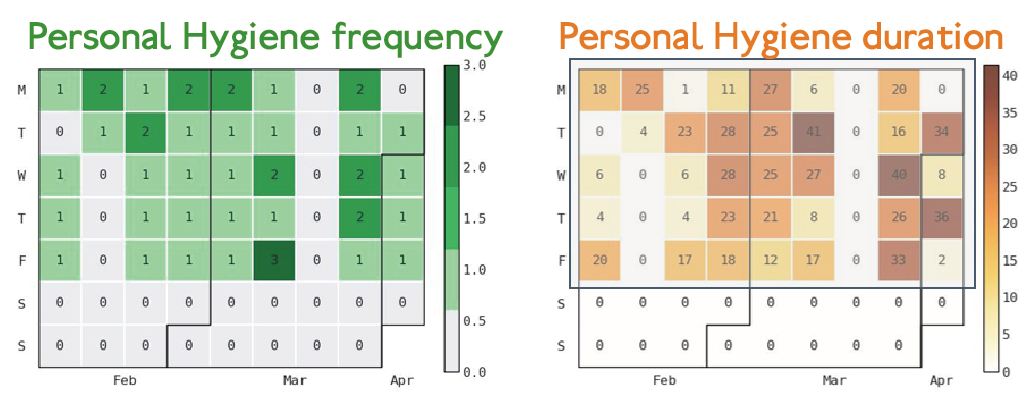 Personal Hygiene frequency
M 1 2 1 2 2 1 0 2 0
T 0 1 2 1 1 1 0 1 1
W 1 0 1 1 1 2 0 2 1
T 1 0 1 1 1 1 0 2 1
F 1 0 1 1 1 3 0 1 1
S 0 0 0 0 0 0 0 0 0
S 0 0 0 0 0 0 0 0
Feb Mar Apr
3.0
2.5
2.0
1.5
1.0
0.5
0.0
Personal Hygiene duration
M 18 25 1 11 27 6 0 20 0
T 0 4 23 28 25 41 0 16 34
W 6 0 6 28 25 27 0 40 8
T 4 0 4 23 21 8 0 26 36
F 20 0 17 18 12 17 0 33 2
S 0 0 0 0 0 0 0 0 0
S 0 0 0 0 0 0 0 0
Feb Mar Apr
40
35
30
25
20
15
10
5
0